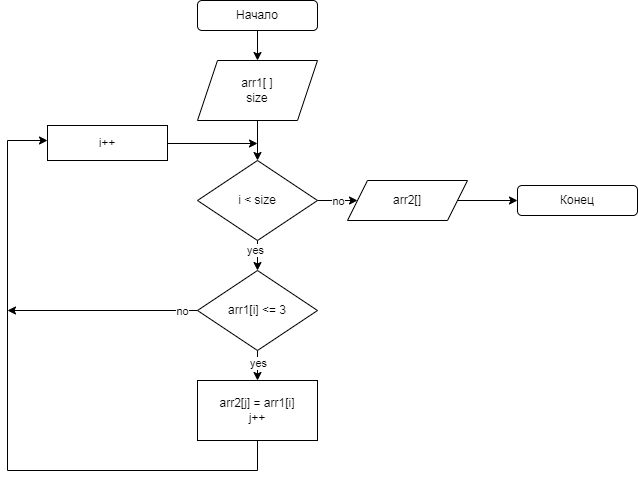 Начало
arr1[ ]
size
i++
i < size
no
arr2[]
Конец
yes
arr1[i] <= 3
no
yes
arr2[j] = arr1[i]
j++